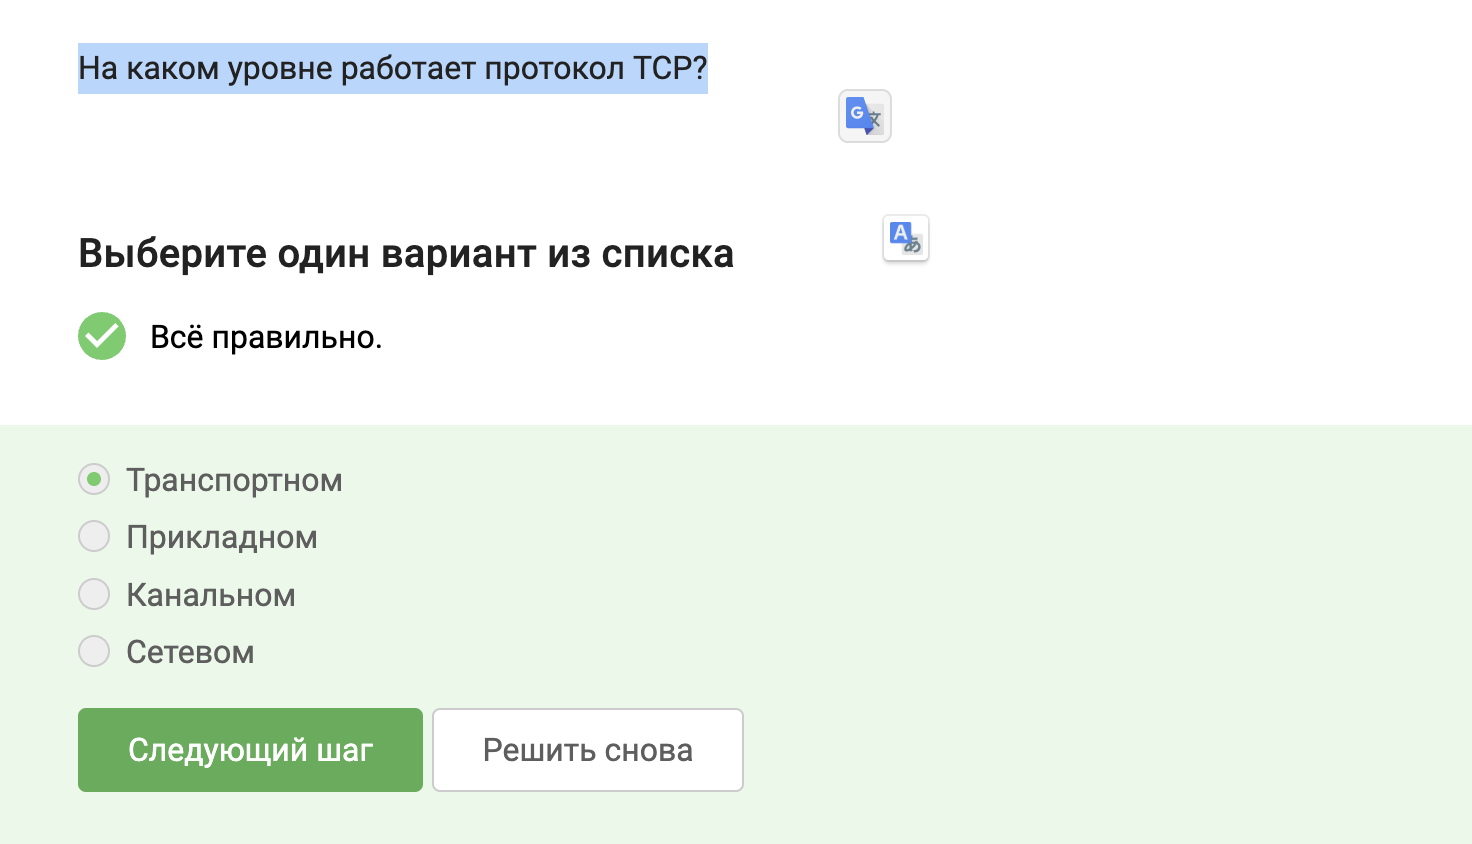 На каком уровне работает протокол TCP?
Выберите один вариант из списка
Всё правильно.
Транспортном
Прикладном
Канальном
Сетевом
Следующий шаг
Решить снова